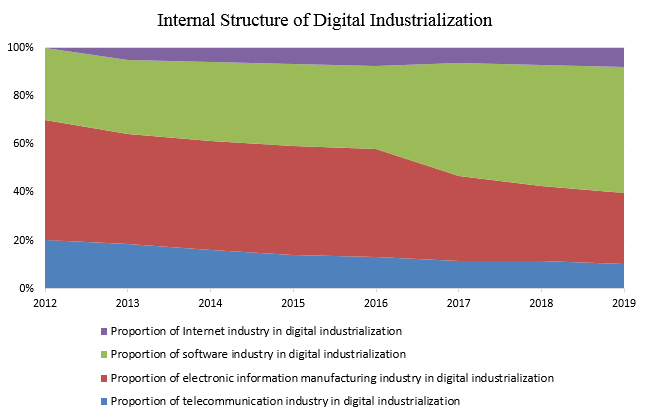 Internal Structure of Digital Industrialization
100%
80%
60%
40%
20%
0%
2012 2013 2014 2015 2016 2017 2018 2019
Proportion of Internet industry in digital industrialization
Proportion of software industry in digital industrialization
Proportion of electronic information manufacturing industry in digital industrialization
Proportion of telecommunication industry in digital industrialization